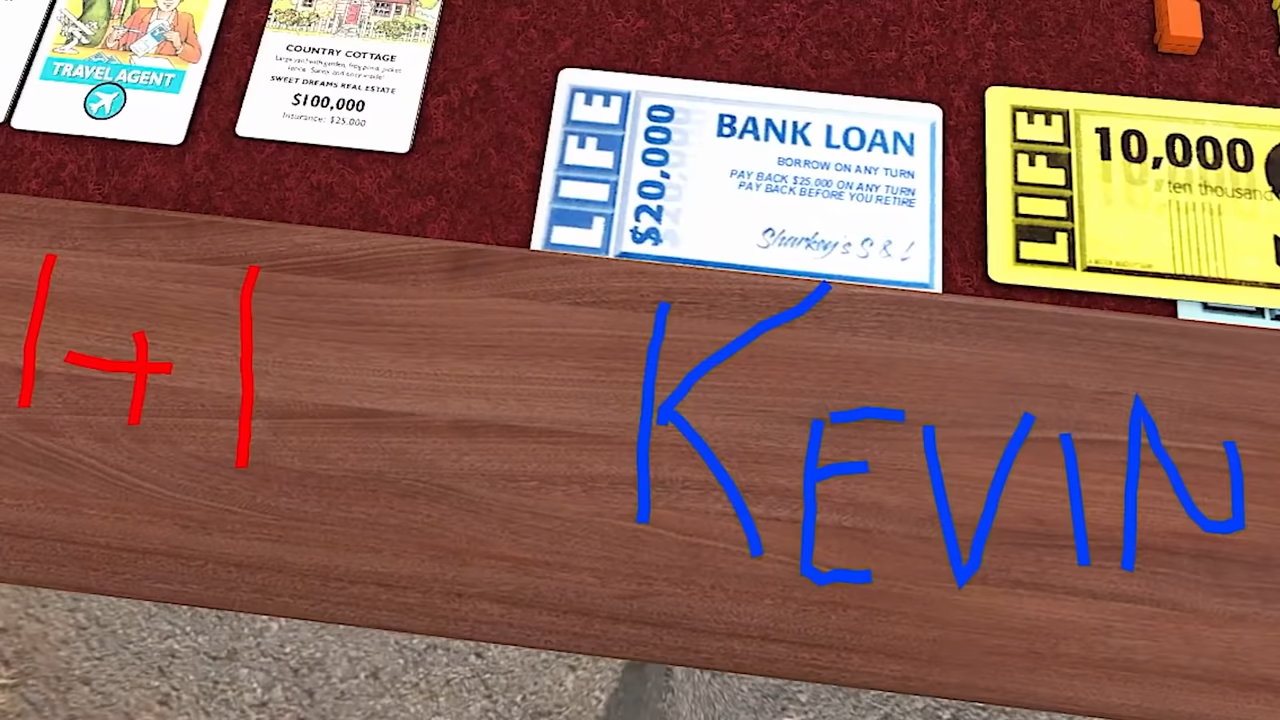 TRAVEL AGENT
COUNTRY COTTAGE
SWEET DREAMS REAL ESTATE
$100,000
Insurance: $25,000
LIFE
$20,000
BANK LOAN
BORROW ON ANY TURN
PAY BACK $25,000 ON ANY TURN
PAY BACK BEFORE YOU RETIRE
Sharkey's S & L
LIFE
10,000
ten thousand
1+1
KEVIN